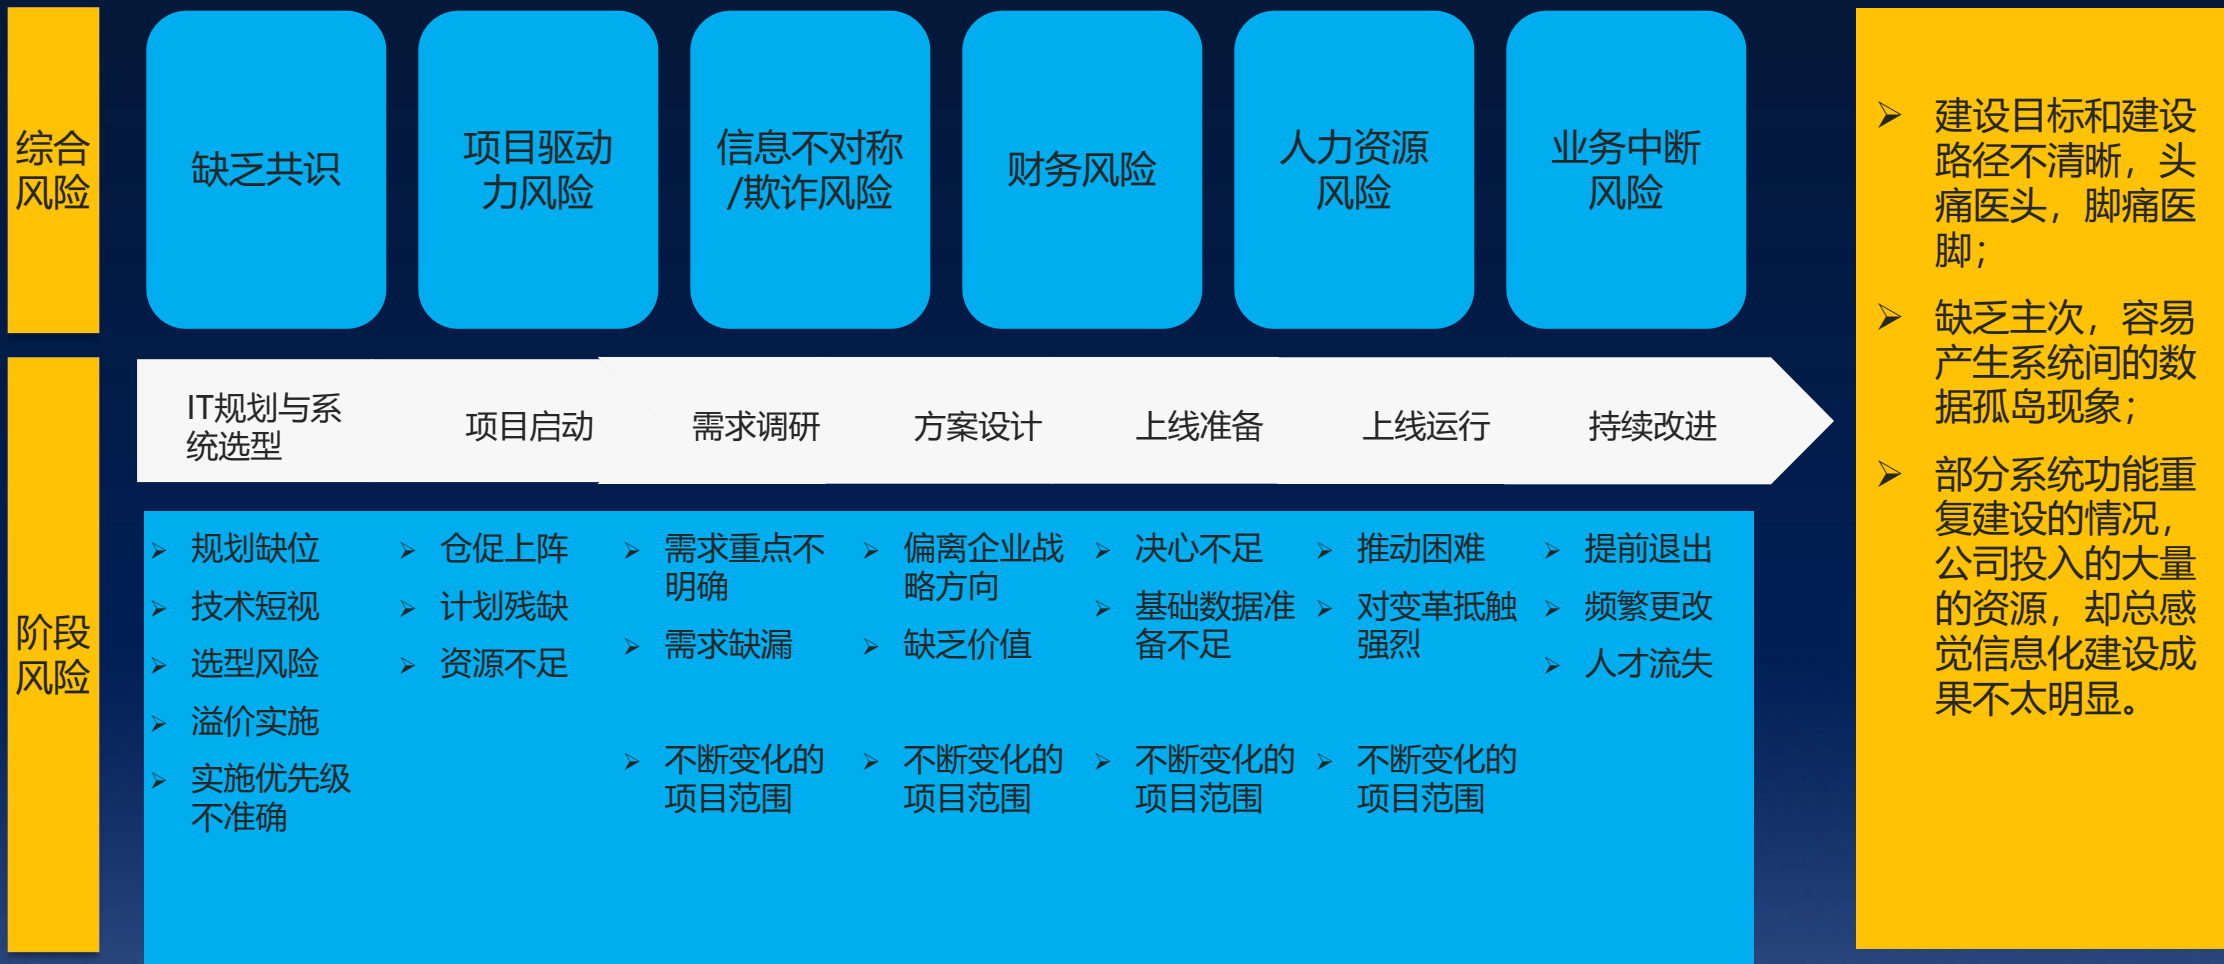 综合
风险
缺乏共识
项目驱动
力风险
信息不对称
/欺诈风险
财务风险
人力资源
风险
业务中断
风险
阶段
风险
IT规划与系
统选型
项目启动
需求调研
方案设计
上线准备
上线运行
持续改进
➢ 规划缺位
➢ 技术短视
➢ 选型风险
➢ 溢价实施
➢ 实施优先级
不准确
➢ 仓促上阵
➢ 计划残缺
➢ 资源不足
➢ 需求重点不
明确
➢ 需求缺漏
➢ 不断变化的
项目范围
➢ 偏离企业战
略方向
➢ 缺乏价值
➢ 不断变化的
项目范围
➢ 决心不足
➢ 基础数据准
备不足
➢ 不断变化的
项目范围
➢ 推动困难
➢ 对变革抵触
强烈
➢ 不断变化的
项目范围
➢ 提前退出
➢ 频繁更改
➢ 人才流失
➢ 建设目标和建设
路径不清晰，头
痛医头，脚痛医
脚；
➢ 缺乏主次，容易
产生系统间的数
据孤岛现象；
➢ 部分系统功能重
复建设的情况，
公司投入的大量
的资源，却总感
觉信息化建设成
果不太明显。